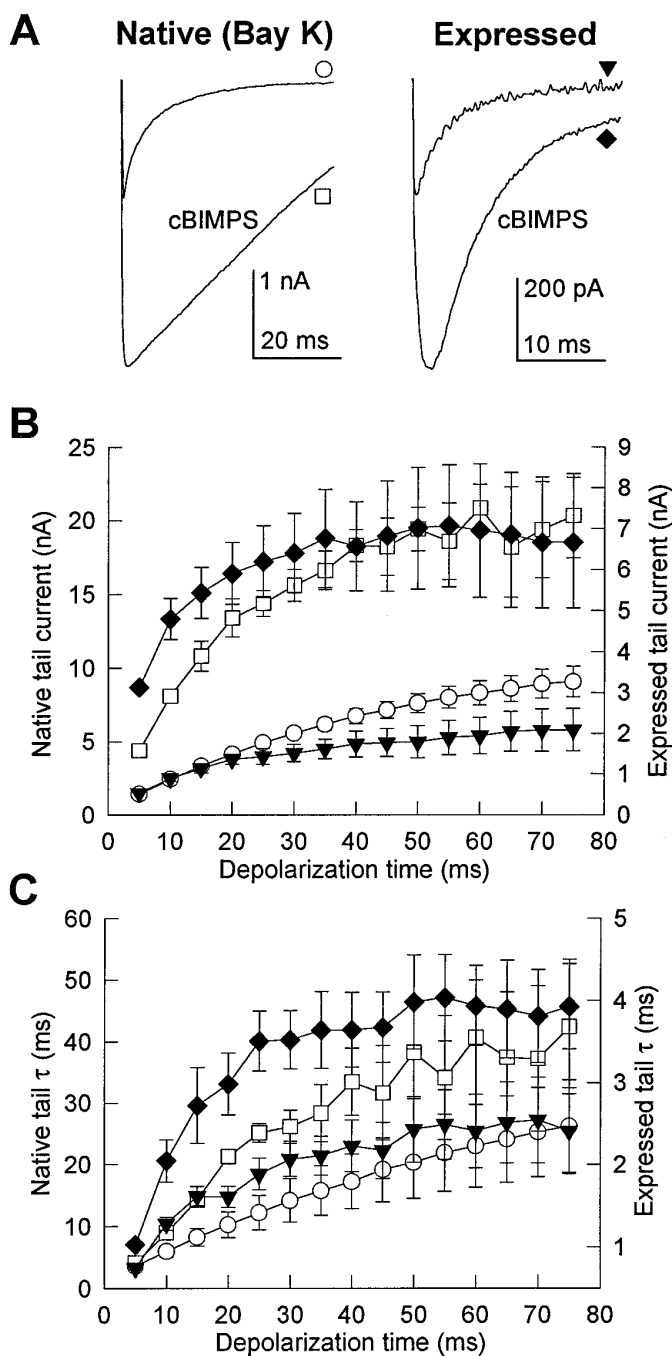 A
Native (Bay K)
Expressed
cBIMPS
cBIMPS
1 nA
20 ms
200 pA
10 ms
B
25
20
15
10
5
0
Native tail current (nA)
9
8
7
6
5
4
3
2
1
0
Expressed tail current (nA)
0 10 20 30 40 50 60 70 80
Depolarization time (ms)
C
60
50
40
30
20
10
0
Native tail τ (ms)
5
4
3
2
1
Expressed tail τ (ms)
0 10 20 30 40 50 60 70 80
Depolarization time (ms)